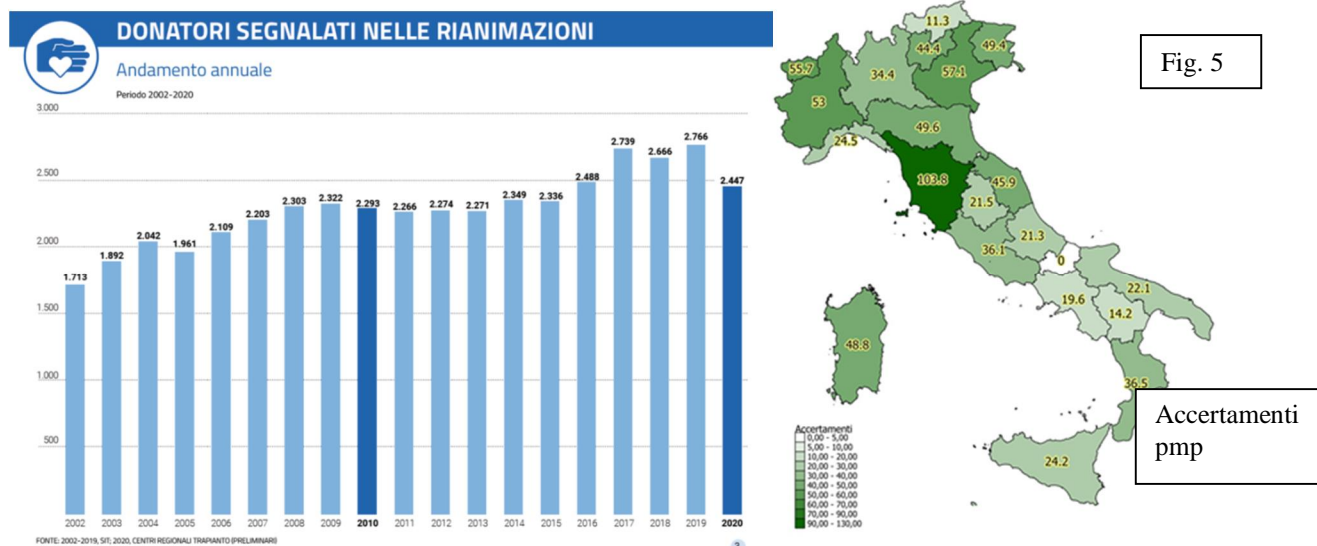 DONATORI SEGNALATI NELLE RIANIMAZIONI
Andamento annuale
Periodo 2002-2020
3.000
2.500
2.000
1.500
1.000
500
1.713
1.892
2.042
1.961
2.109
2.203
2.303
2.322
2.293
2.266
2.274
2.271
2.349
2.336
2.488
2.739
2.666
2.766
2.447
2002 2003 2004 2005 2006 2007 2008 2009 2010 2011 2012 2013 2014 2015 2016 2017 2018 2019 2020
FONTE: 2002-2019, SIT; 2020, CENTRI REGIONALI TRAPIANTO (PRELIMINARI)
Fig. 5
11.3
44.4
49.4
55.7
34.4
57.1
53
49.6
24.5
103.8
45.9
21.5
21.3
36.1
0
22.1
19.6
14.2
48.8
36.5
24.2
Accertamenti
pmp
Accertamenti
0,00 - 5,00
5,00 - 10,00
10,00 - 20,00
20,00 - 30,00
30,00 - 40,00
40,00 - 50,00
50,00 - 60,00
60,00 - 70,00
70,00 - 90,00
90,00 - 130,00